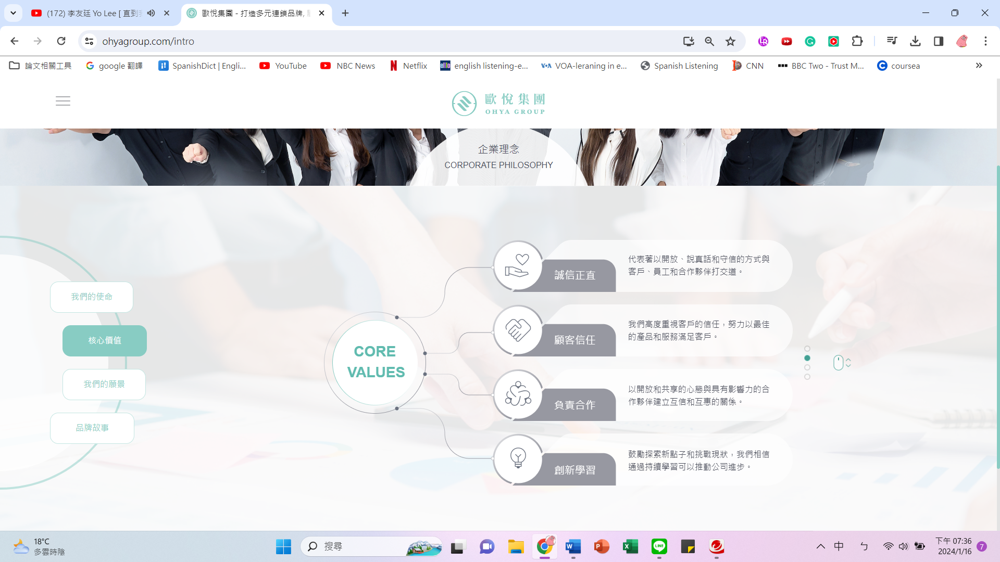 (172) 李友廷 Yo Lee [ 直到我
歐悅集團 - 打造多元連鎖品牌,
ohyagroup.com/intro
論文相關工具
google 翻譯
SpanishDict | Engli...
YouTube
NBC News
Netflix
english listening-e...
VOA-leraning in e...
Spanish Listening
CNN
BBC Two - Trust M...
coursea
歐悅集團
OHYA GROUP
企業理念
CORPORATE PHILOSOPHY
我們的使命
核心價值
我們的願景
品牌故事
CORE
VALUES
誠信正直
代表著以開放、說真話和守信的方式與
客戶、員工和合作夥伴打交道。
顧客信任
我們高度重視客戶的信任，努力以最佳
的產品和服務滿足客戶。
負責合作
以開放和共享的心態與具有影響力的合
作夥伴建立互信和互惠的關係。
創新學習
鼓勵探索新點子和挑戰現狀，我們相信
通過持續學習可以推動公司進步。
18°C
多雲時陰
搜尋
中
ㄅ
下午 07:36
2024/1/16
7